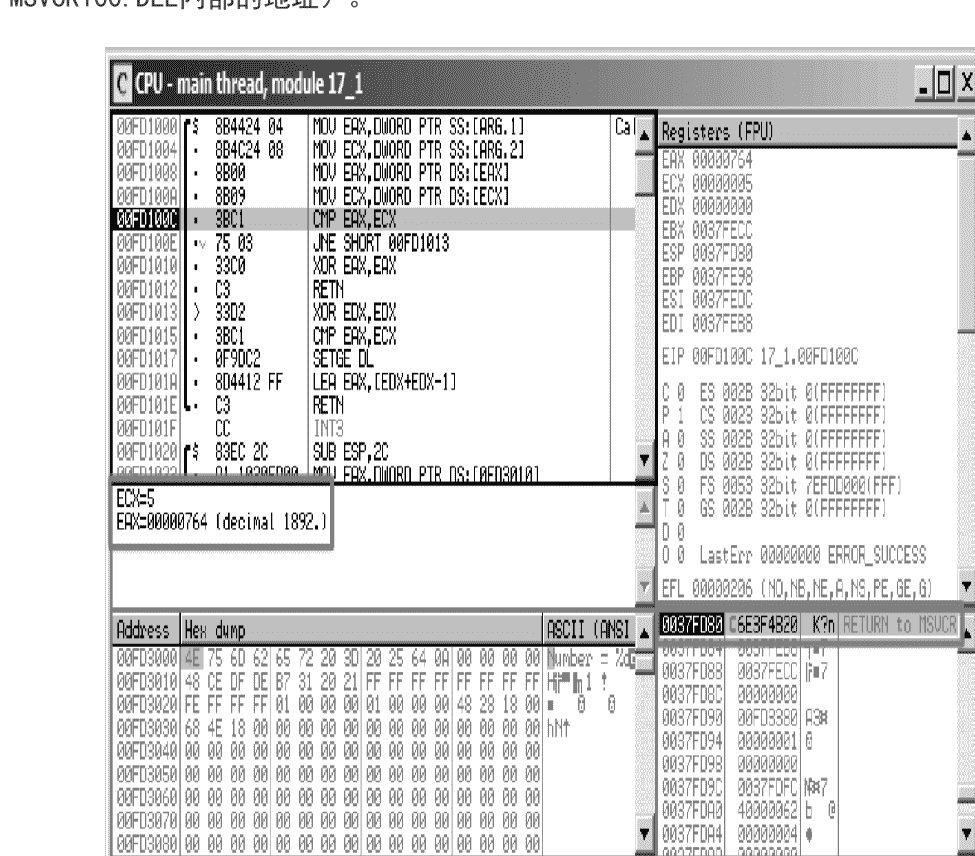 MSVCR100.DLL内部的地址）。
C CPU - main thread, module 17_1
00FD1000 $ 8B4424 04 MOV EAX,DWORD PTR SS:[ARG.1] Cal
00FD1004 . 8B4C24 08 MOV ECX,DWORD PTR SS:[ARG.2]
00FD1008 . 8B00 MOV EAX,DWORD PTR DS:[EAX]
00FD100A . 8B09 MOV ECX,DWORD PTR DS:[ECX]
00FD100C . 3BC1 CMP EAX,ECX
00FD100E . 75 03 JNE SHORT 00FD1013
00FD1010 . 33C0 XOR EAX,EAX
00FD1012 . C3 RETN
00FD1013 > 33D2 XOR EDX,EDX
00FD1015 . 3BC1 CMP EAX,ECX
00FD1017 . 0F9DC2 SETGE DL
00FD101A . 8D4412 FF LEA EAX,[EDX+EDX-1]
00FD101E . C3 RETN
00FD101F CC INT3
00FD1020 $ 83EC 2C SUB ESP,2C
MOV EAX,DWORD PTR DS:[0FD3010]
ECX=5
EAX=00000764 (decimal 1892.)
Registers (FPU)
EAX 00000764
ECX 00000005
EDX 00000000
EBX 0037FECC
ESP 0037FD80
EBP 0037FE98
ESI 0037FEDC
EDI 0037FEB8
EIP 00FD100C 17_1.00FD100C
C 0 ES 002B 32bit 0(FFFFFFFF)
P 1 CS 0023 32bit 0(FFFFFFFF)
A 0 SS 002B 32bit 0(FFFFFFFF)
Z 0 DS 002B 32bit 0(FFFFFFFF)
S 0 FS 0053 32bit 7EFDD000(FFF)
T 0 GS 002B 32bit 0(FFFFFFFF)
D 0
O 0 LastErr 00000000 ERROR_SUCCESS
EFL 00000206 (NO,NB,NE,A,NS,PE,GE,G)
Address Hex dump ASCII (ANSI
00FD3000 4E 75 6D 62 65 72 20 3D 20 25 64 0A 00 00 00 00 Number = %d
00FD3010 48 CE DF DE B7 31 20 21 FF FF FF FF FF FF FF FF
00FD3020 FE FF FF FF 01 00 00 00 01 00 00 00 48 28 18 00
00FD3030 68 4E 18 00 00 00 00 00 00 00 00 00 00 00 00 00 hN↑
00FD3040 00 00 00 00 00 00 00 00 00 00 00 00 00 00 00 00
00FD3050 00 00 00 00 00 00 00 00 00 00 00 00 00 00 00 00
00FD3060 00 00 00 00 00 00 00 00 00 00 00 00 00 00 00 00
00FD3070 00 00 00 00 00 00 00 00 00 00 00 00 00 00 00 00
00FD3080 00 00 00 00 00 00 00 00 00 00 00 00 00 00 00 00
0037FD80 6E3F4B20 K?n RETURN to MSVCR
0037FD84 0037FEB8
0037FD88 0037FECC
0037FD8C 00000000
0037FD90 00FD3380
0037FD94 00000001
0037FD98 00000000
0037FD9C 0037FDFC
0037FDA0 40000062 b @
0037FDA4 00000004 ♦